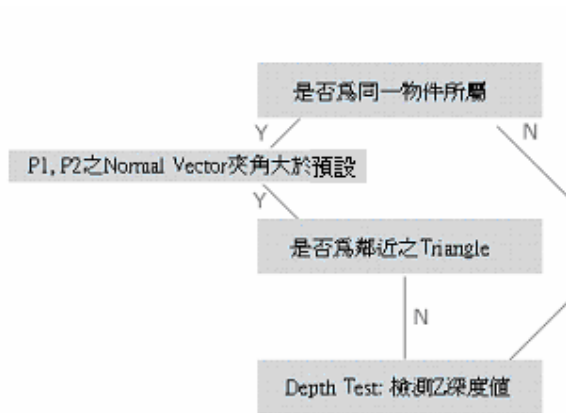 是否爲同一物件所屬
Y
N
P1, P2之Normal Vector夾角大於預設
Y
是否爲鄰近之Triangle
N
Depth Test: 檢測Z深度値